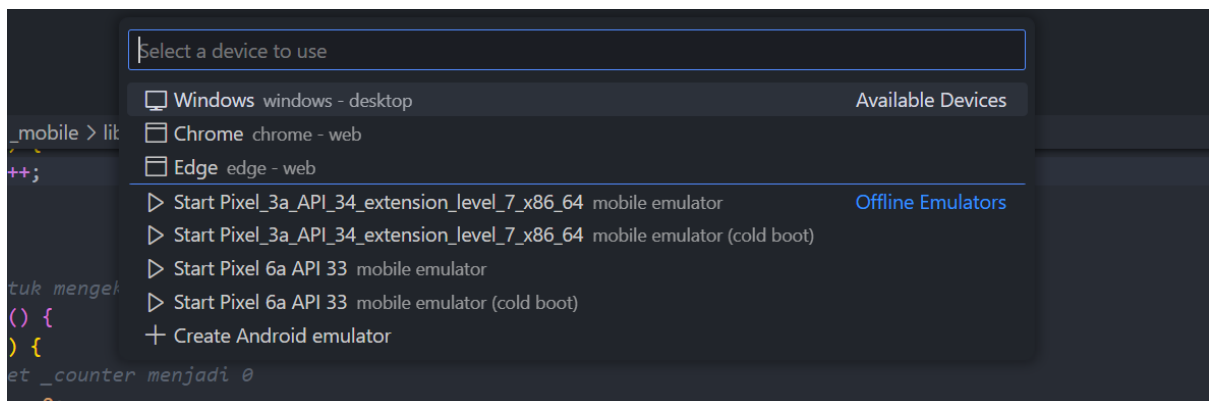 Select a device to use
Windows windows - desktop Available Devices
_mobile > lib
Chrome chrome - web
++;
Edge edge - web
Start Pixel_3a_API_34_extension_level_7_x86_64 mobile emulator Offline Emulators
Start Pixel_3a_API_34_extension_level_7_x86_64 mobile emulator (cold boot)
Start Pixel 6a API 33 mobile emulator
tuk mengek
Start Pixel 6a API 33 mobile emulator (cold boot)
() {
Create Android emulator
) {
et _counter menjadi 0